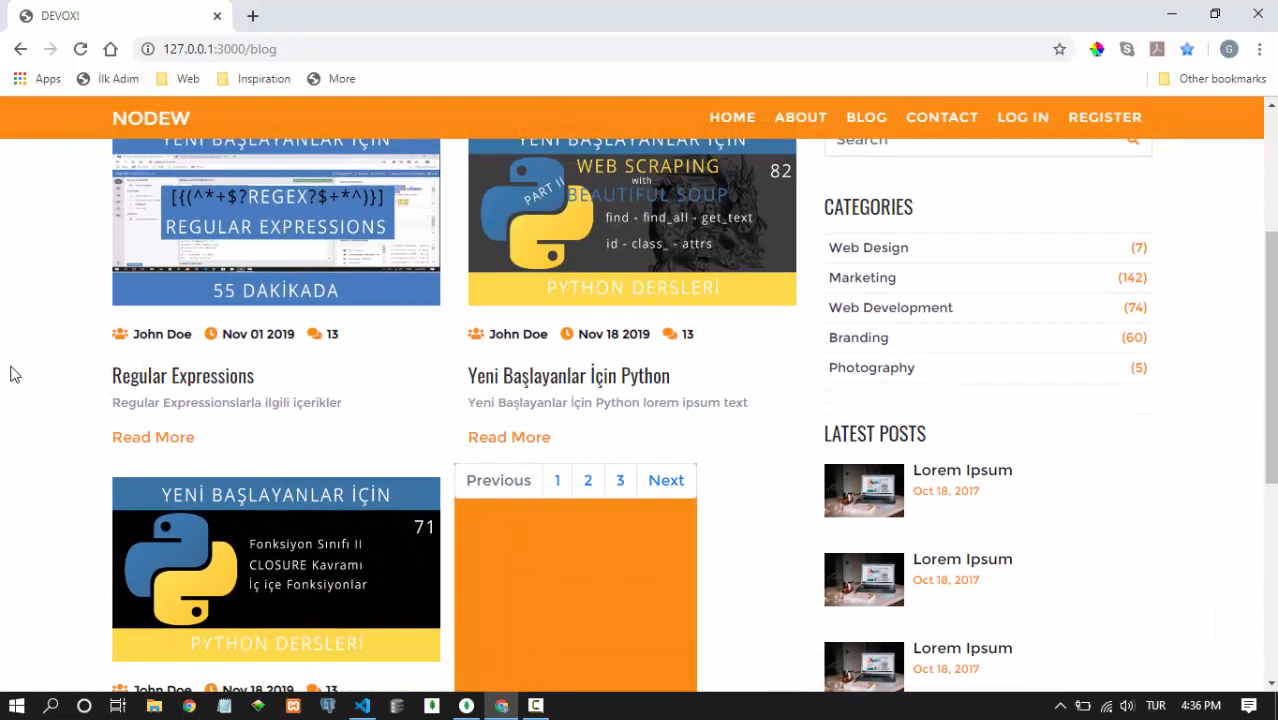 DEVOX!
127.0.0.1:3000/blog
Apps İlk Adım Web Inspiration More Other bookmarks
G
NODEW HOME ABOUT BLOG CONTACT LOG IN REGISTER
YENİ BAŞLAYANLAR İÇİN
[{(^*+$?REGEX?$+*^)}]
REGULAR EXPRESSIONS
55 DAKİKADA
John Doe Nov 01 2019 13
Regular Expressions
Regular Expressionslarla ilgili içerikler
Read More
YENİ BAŞLAYANLAR İÇİN
WEB SCRAPING
82
with
PART II
BEAUTIFUL SOUP
find - find_all - get_text
id - class_ - attrs
PYTHON DERSLERİ
John Doe Nov 18 2019 13
Yeni Başlayanlar İçin Python
Yeni Başlayanlar İçin Python lorem ipsum text
Read More
YENİ BAŞLAYANLAR İÇİN
71
Fonksiyon Sınıfı II
CLOSURE Kavramı
İç içe Fonksiyonlar
PYTHON DERSLERİ
John Doe Nov 18 2019 13
Previous 1 2 3 Next
Search
CATEGORIES
Web Design (7)
Marketing (142)
Web Development (74)
Branding (60)
Photography (5)
LATEST POSTS
Lorem Ipsum
Oct 18, 2017
Lorem Ipsum
Oct 18, 2017
Lorem Ipsum
Oct 18, 2017
TUR 4:36 PM